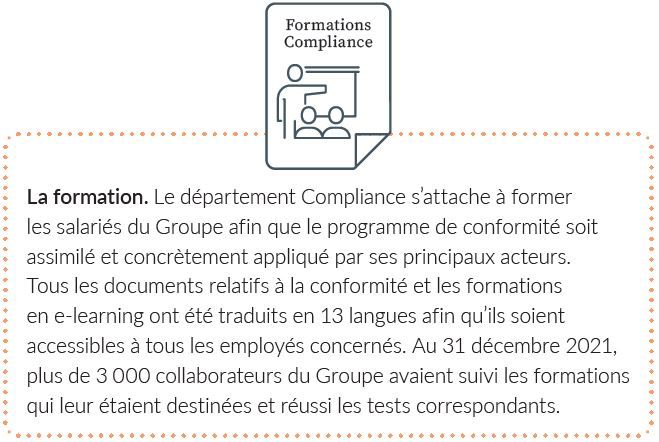 Formations
Compliance
La formation. Le département Compliance s’attache à former
les salariés du Groupe afin que le programme de conformité soit
assimilé et concrètement appliqué par ses principaux acteurs.
Tous les documents relatifs à la conformité et les formations
en e-learning ont été traduits en 13 langues afin qu’ils soient
accessibles à tous les employés concernés. Au 31 décembre 2021,
plus de 3 000 collaborateurs du Groupe avaient suivi les formations
qui leur étaient destinées et réussi les tests correspondants.